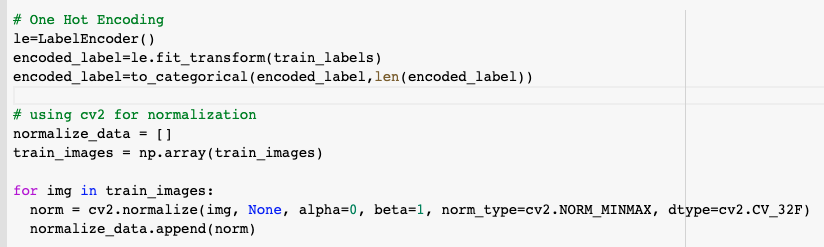 # One Hot Encoding
le=LabelEncoder()
encoded_label=le.fit_transform(train_labels)
encoded_label=to_categorical(encoded_label,len(encoded_label))
# using cv2 for normalization
normalize_data = []
train_images = np.array(train_images)
for img in train_images:
  norm = cv2.normalize(img, None, alpha=0, beta=1, norm_type=cv2.NORM_MINMAX, dtype=cv2.CV_32F)
  normalize_data.append(norm)